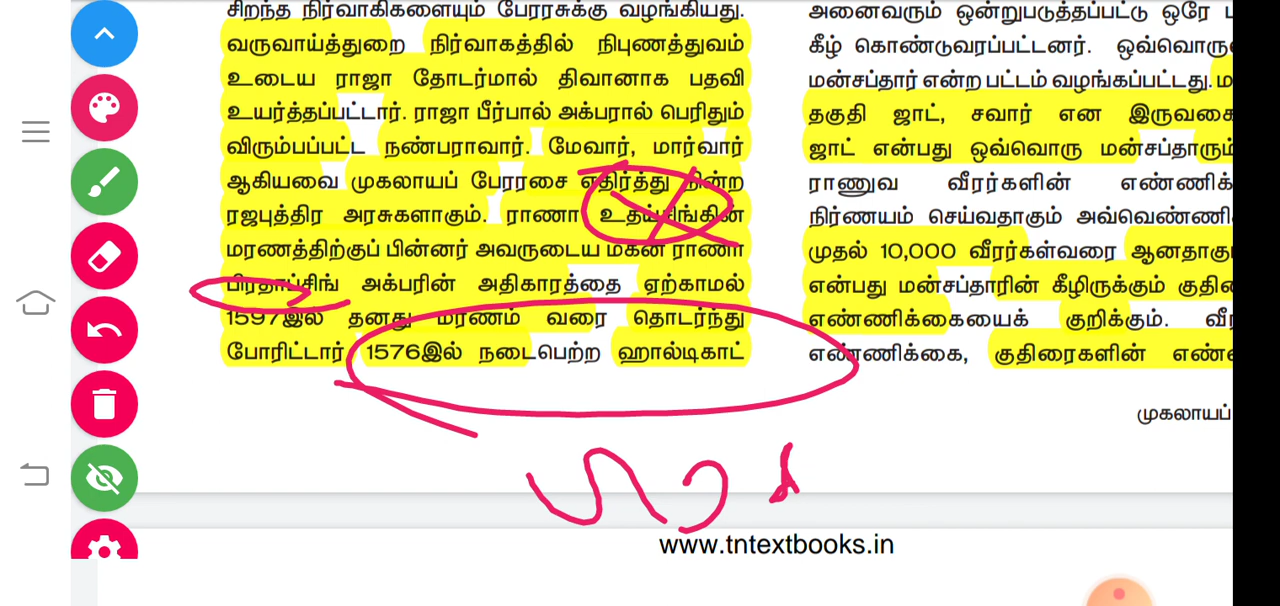 சிறந்த நிர்வாகிகளையும் பேரரசுக்கு வழங்கியது.
வருவாய்த்துறை நிர்வாகத்தில் நிபுணத்துவம்
உடைய ராஜா தோடர்மால் திவானாக பதவி
உயர்த்தப்பட்டார். ராஜா பீர்பால் அக்பரால் பெரிதும்
விரும்பப்பட்ட நண்பராவார். மேவார், மார்வார்
ஆகியவை முகலாயப் பேரரசை எதிர்த்து நின்ற
ரஜபுத்திர அரசுகளாகும். ராணா உதய்சிங்கின்
மரணத்திற்குப் பின்னர் அவருடைய மகன் ராணா
பிரதாப்சிங் அக்பரின் அதிகாரத்தை ஏற்காமல்
1597இல் தனது மரணம் வரை தொடர்ந்து
போரிட்டார் 1576இல் நடைபெற்ற ஹால்டிகாட்
அனைவரும் ஒன்றுபடுத்தப்பட்டு ஒரே
கீழ் கொண்டுவரப்பட்டனர்.
மன்சப்தார் என்ற பட்டம் வழங்கப்பட்டது.
தகுதி ஜாட், சவார் என இருவகை
ஜாட் என்பது ஒவ்வொரு மன்சப்தாரும்
ராணுவ வீரர்களின்
நிர்ணயம் செய்வதாகும்
முதல் 10,000 வீரர்கள்வரை
என்பது மன்சப்தாரின் கீழிருக்கும்
எண்ணிக்கையைக் குறிக்கும்.
எண்ணிக்கை, குதிரைகளின்
முகலாயப்
www.tntextbooks.in